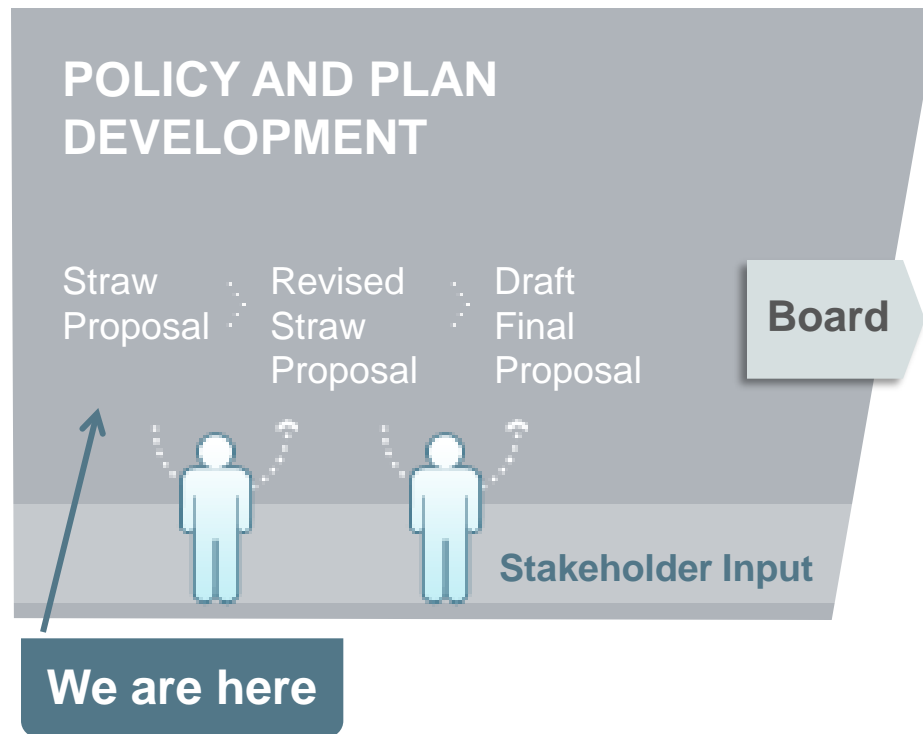 POLICY AND PLAN
DEVELOPMENT
Straw
Proposal
Revised
Straw
Proposal
Draft
Final
Proposal
Board
Stakeholder Input
We are here